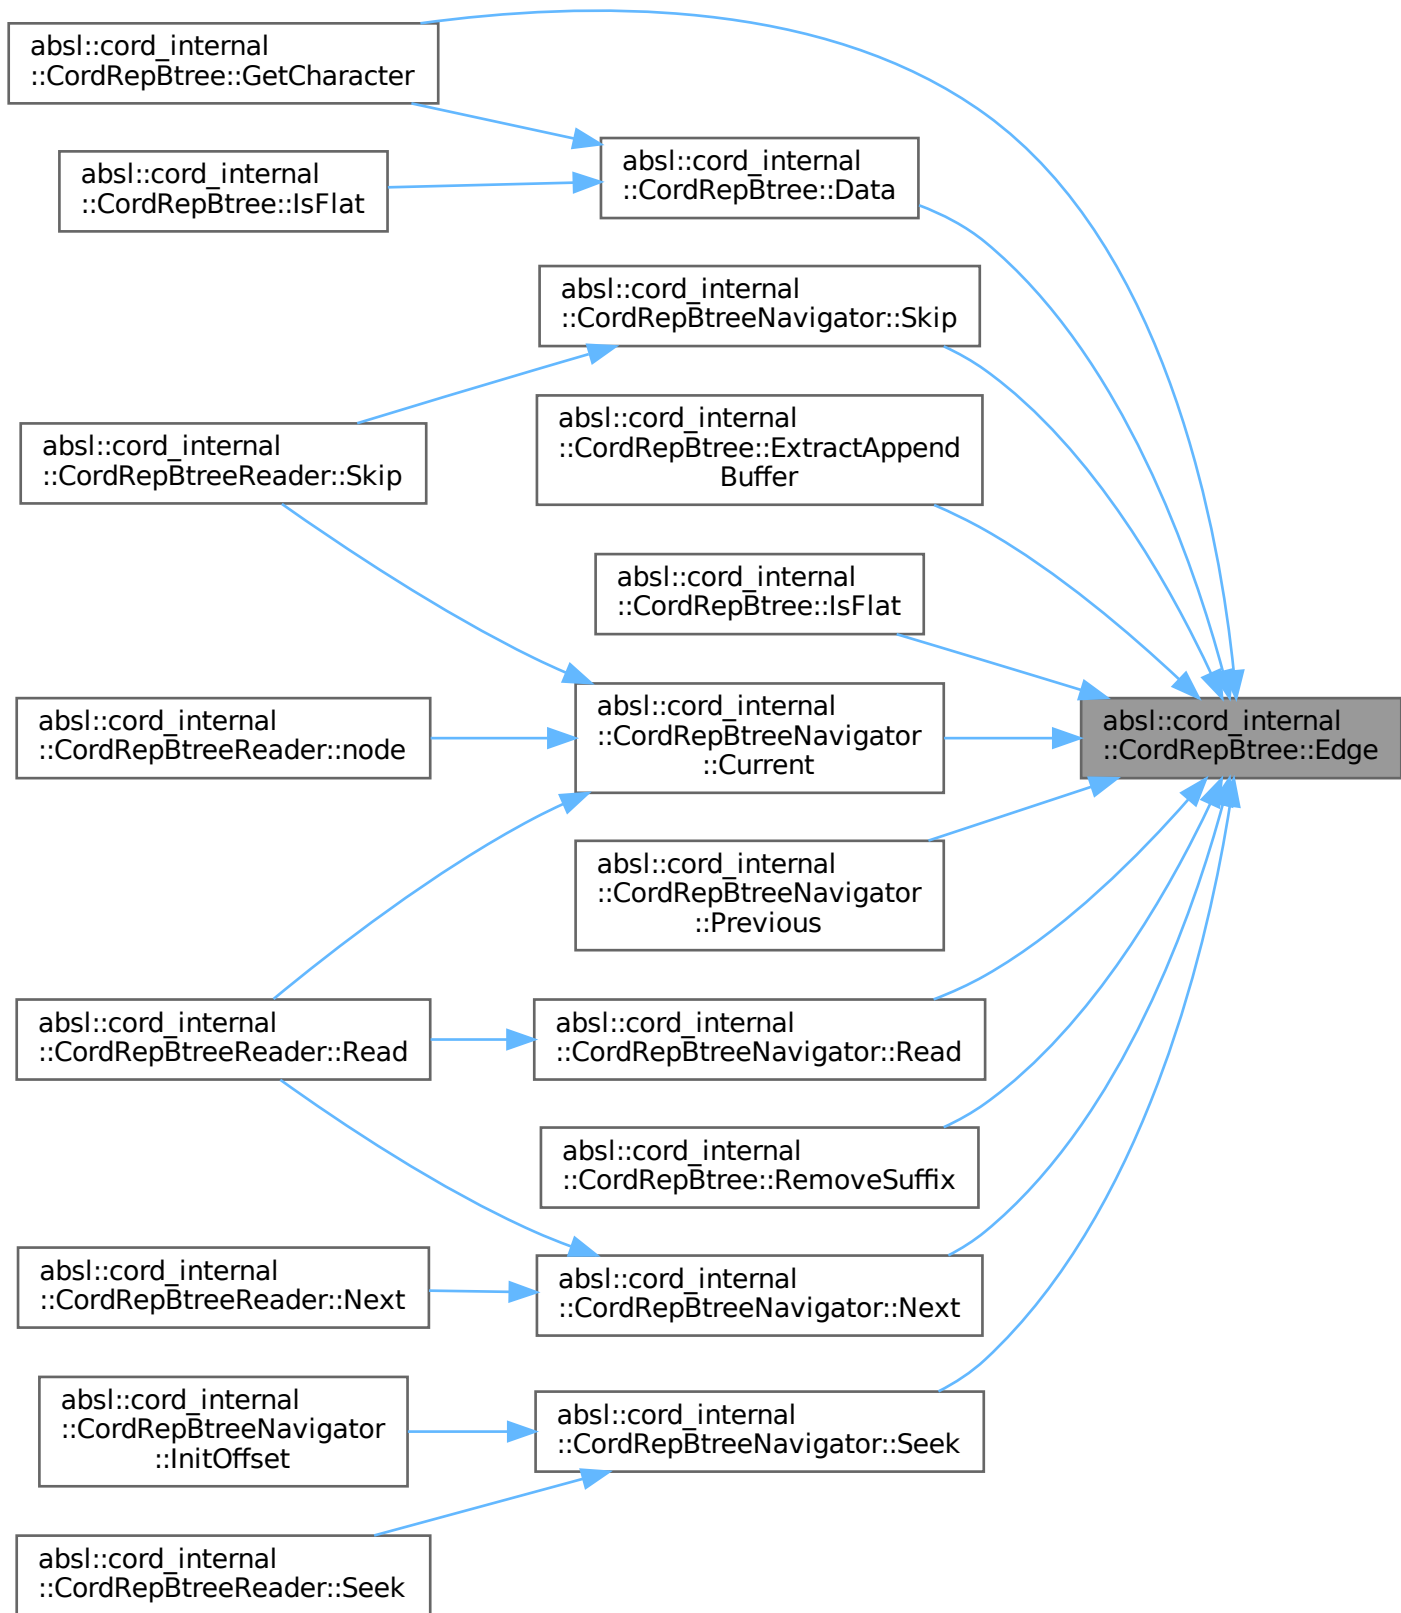 absl::cord_internal
::CordRepBtree::GetCharacter
absl::cord_internal
::CordRepBtree::Data
absl::cord_internal
::CordRepBtree::IsFlat
absl::cord_internal
::CordRepBtreeNavigator::Skip
absl::cord_internal
::CordRepBtree::ExtractAppend
Buffer
absl::cord_internal
::CordRepBtreeReader::Skip
absl::cord_internal
::CordRepBtree::IsFlat
absl::cord_internal
::CordRepBtreeReader::node
absl::cord_internal
::CordRepBtreeNavigator
::Current
absl::cord_internal
::CordRepBtree::Edge
absl::cord_internal
::CordRepBtreeNavigator
::Previous
absl::cord_internal
::CordRepBtreeReader::Read
absl::cord_internal
::CordRepBtreeNavigator::Read
absl::cord_internal
::CordRepBtree::RemoveSuffix
absl::cord_internal
::CordRepBtreeReader::Next
absl::cord_internal
::CordRepBtreeNavigator::Next
absl::cord_internal
::CordRepBtreeNavigator
::InitOffset
absl::cord_internal
::CordRepBtreeNavigator::Seek
absl::cord_internal
::CordRepBtreeReader::Seek